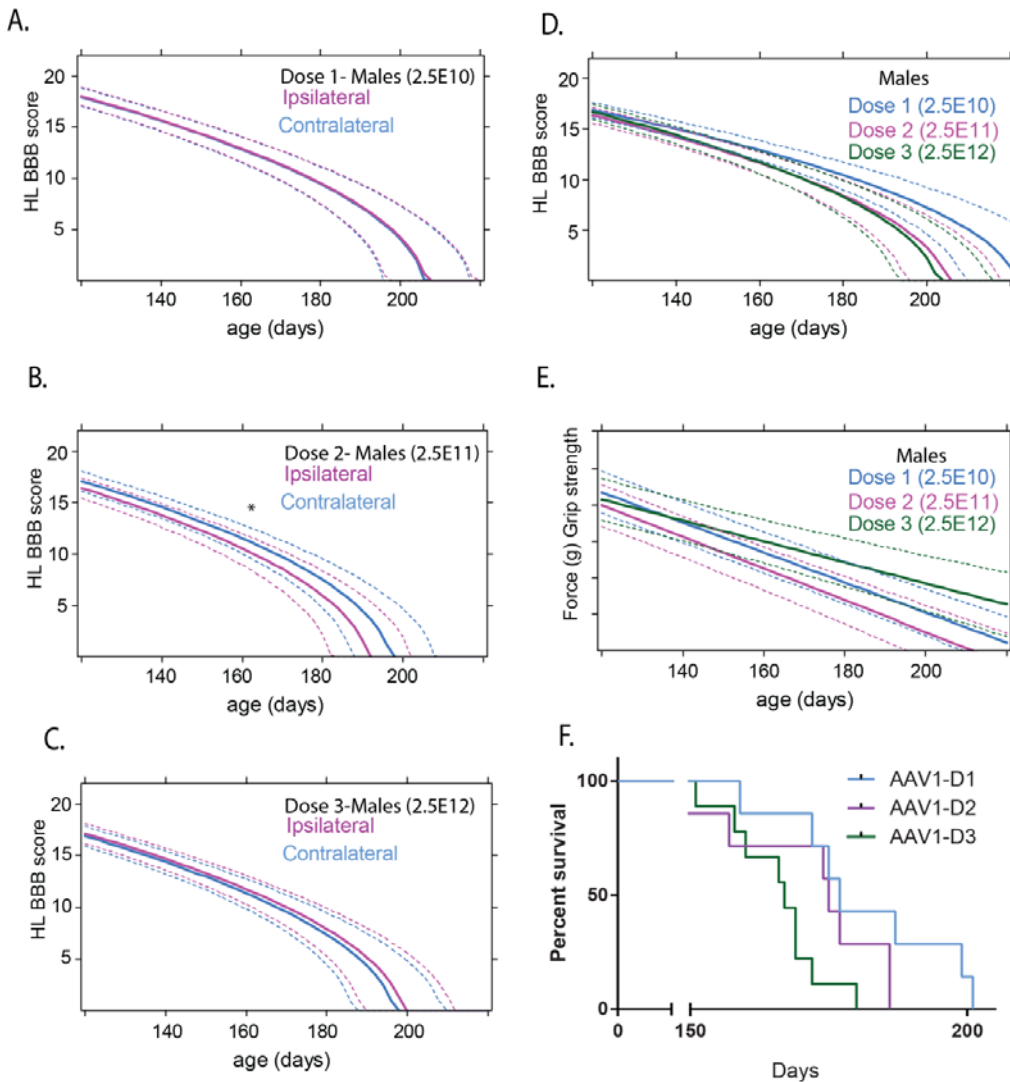 A.
20
15
10
5
HL BBB score
Dose 1- Males (2.5E10)
Ipsilateral
Contralateral
140 160 180 200
age (days)
B.
20
15
10
5
HL BBB score
Dose 2- Males (2.5E11)
Ipsilateral
Contralateral
*
140 160 180 200
age (days)
C.
20
15
10
5
HL BBB score
Dose 3-Males (2.5E12)
Ipsilateral
Contralateral
140 160 180 200
age (days)
D.
20
15
10
5
HL BBB score
Males
Dose 1 (2.5E10)
Dose 2 (2.5E11)
Dose 3 (2.5E12)
140 160 180 200
age (days)
E.
Force (g) Grip strength
Males
Dose 1 (2.5E10)
Dose 2 (2.5E11)
Dose 3 (2.5E12)
140 160 180 200
age (days)
F.
100
50
0
Percent survival
AAV1-D1
AAV1-D2
AAV1-D3
0 150 200
Days